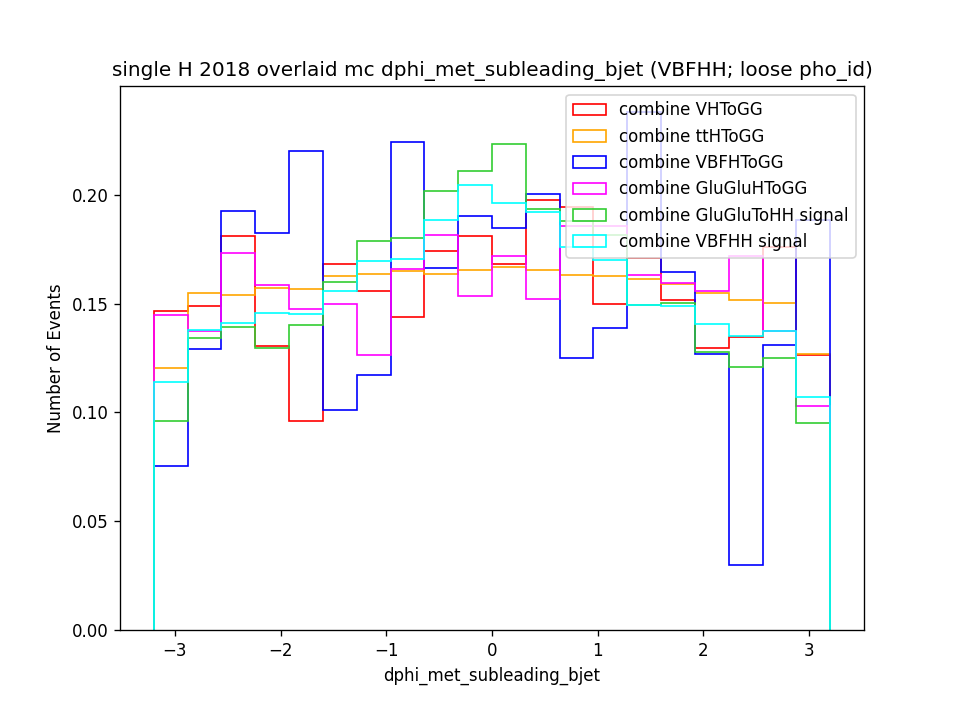 single H 2018 overlaid mc dphi_met_subleading_bjet (VBFHH; loose pho_id)
combine VHToGG
combine ttHToGG
combine VBFHToGG
combine GluGluHToGG
combine GluGluToHH signal
combine VBFHH signal
Number of Events
0.20
0.15
0.10
0.05
0.00
−3 −2 −1 0 1 2 3
dphi_met_subleading_bjet